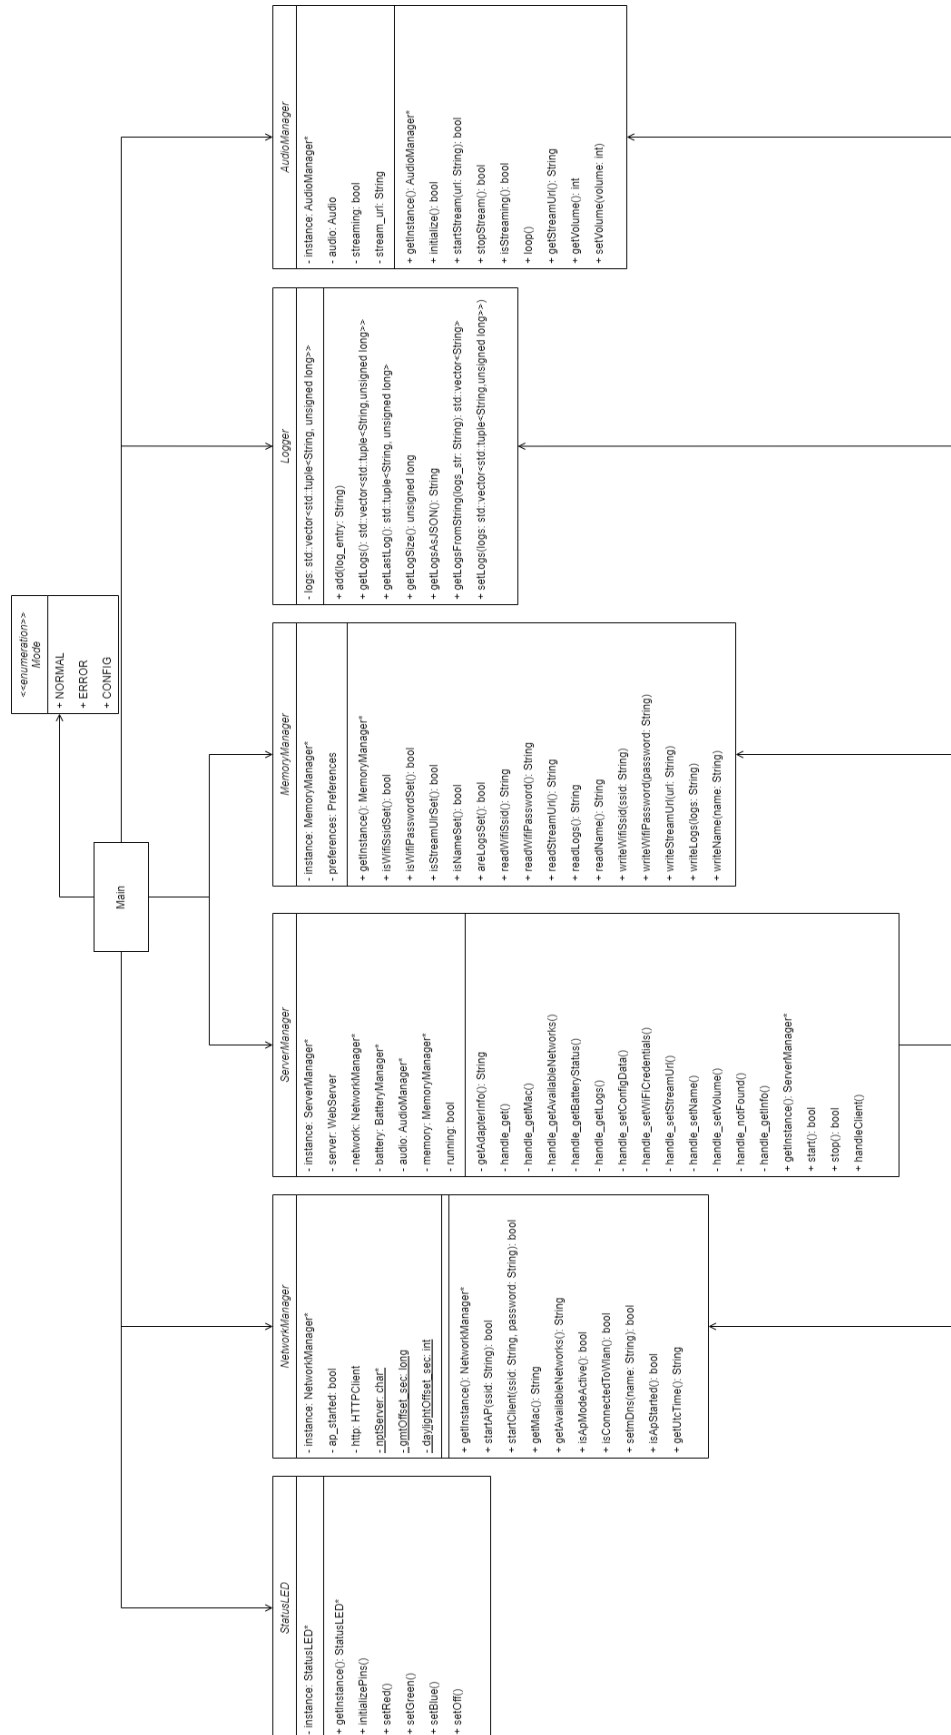 <<enumeration>>
Mode
+ NORMAL
+ ERROR
+ CONFIG
Main
StatusLED
- instance: StatusLED*
+ getInstance(): StatusLED*
+ initializePins()
+ setRed()
+ setGreen()
+ setBlue()
+ setOff()
NetworkManager
- instance: NetworkManager*
- ap_started: bool
- http: HTTPClient
- nptServer: char*
- gmtOffset_sec: long
- daylightOffset_sec: int
+ getInstance(): NetworkManager*
+ startAP(ssid: String): bool
+ startClient(ssid: String, password: String): bool
+ getMac(): String
+ getAvailableNetworks(): String
+ isApModeActive(): bool
+ isConnectedToWlan(): bool
+ setmDns(name: String): bool
+ isApStarted(): bool
+ getUtcTime(): String
ServerManager
- instance: ServerManager*
- server: WebServer
- network: NetworkManager*
- battery: BatteryManager*
- audio: AudioManager*
- memory: MemoryManager*
- running: bool
- getAdapterInfo(): String
- handle_get()
- handle_getMac()
- handle_getAvailableNetworks()
- handle_getBatteryStatus()
- handle_getLogs()
- handle_setConfigData()
- handle_setWiFiCredentials()
- handle_setStreamUrl()
- handle_setName()
- handle_setVolume()
- handle_notFound()
- handle_getInfo()
+ getInstance(): ServerManager*
+ start(): bool
+ stop(): bool
+ handleClient()
MemoryManager
- instance: MemoryManager*
- preferences: Preferences
+ getInstance(): MemoryManager*
+ isWifiSsidSet(): bool
+ isWifiPasswordSet(): bool
+ isStreamUlrSet(): bool
+ isNameSet(): bool
+ areLogsSet(): bool
+ readWifiSsid(): String
+ readWifiPassword(): String
+ readStreamUrl(): String
+ readLogs(): String
+ readName(): String
+ writeWifiSsid(ssid: String)
+ writeWifiPassword(password: String)
+ writeStreamUrl(url: String)
+ writeLogs(logs: String)
+ writeName(name: String)
Logger
- logs: std::vector<std::tuple<String, unsigned long>>
+ add(log_entry: String)
+ getLogs(): std::vector<std::tuple<String,unsigned long>>
+ getLastLog(): std::tuple<String, unsigned long>
+ getLogSize(): unsigned long
+ getLogsAsJSON(): String
+ getLogsFromString(logs_str: String): std::vector<String>
+ setLogs(logs: std::vector<std::tuple<String,unsigned long>>)
AudioManager
- instance: AudioManager*
- audio: Audio
- streaming: bool
- stream_url: String
+ getInstance(): AudioManager*
+ initialize(): bool
+ startStream(url: String): bool
+ stopStream(): bool
+ isStreaming(): bool
+ loop()
+ getStreamUrl(): String
+ getVolume(): int
+ setVolume(volume: int)